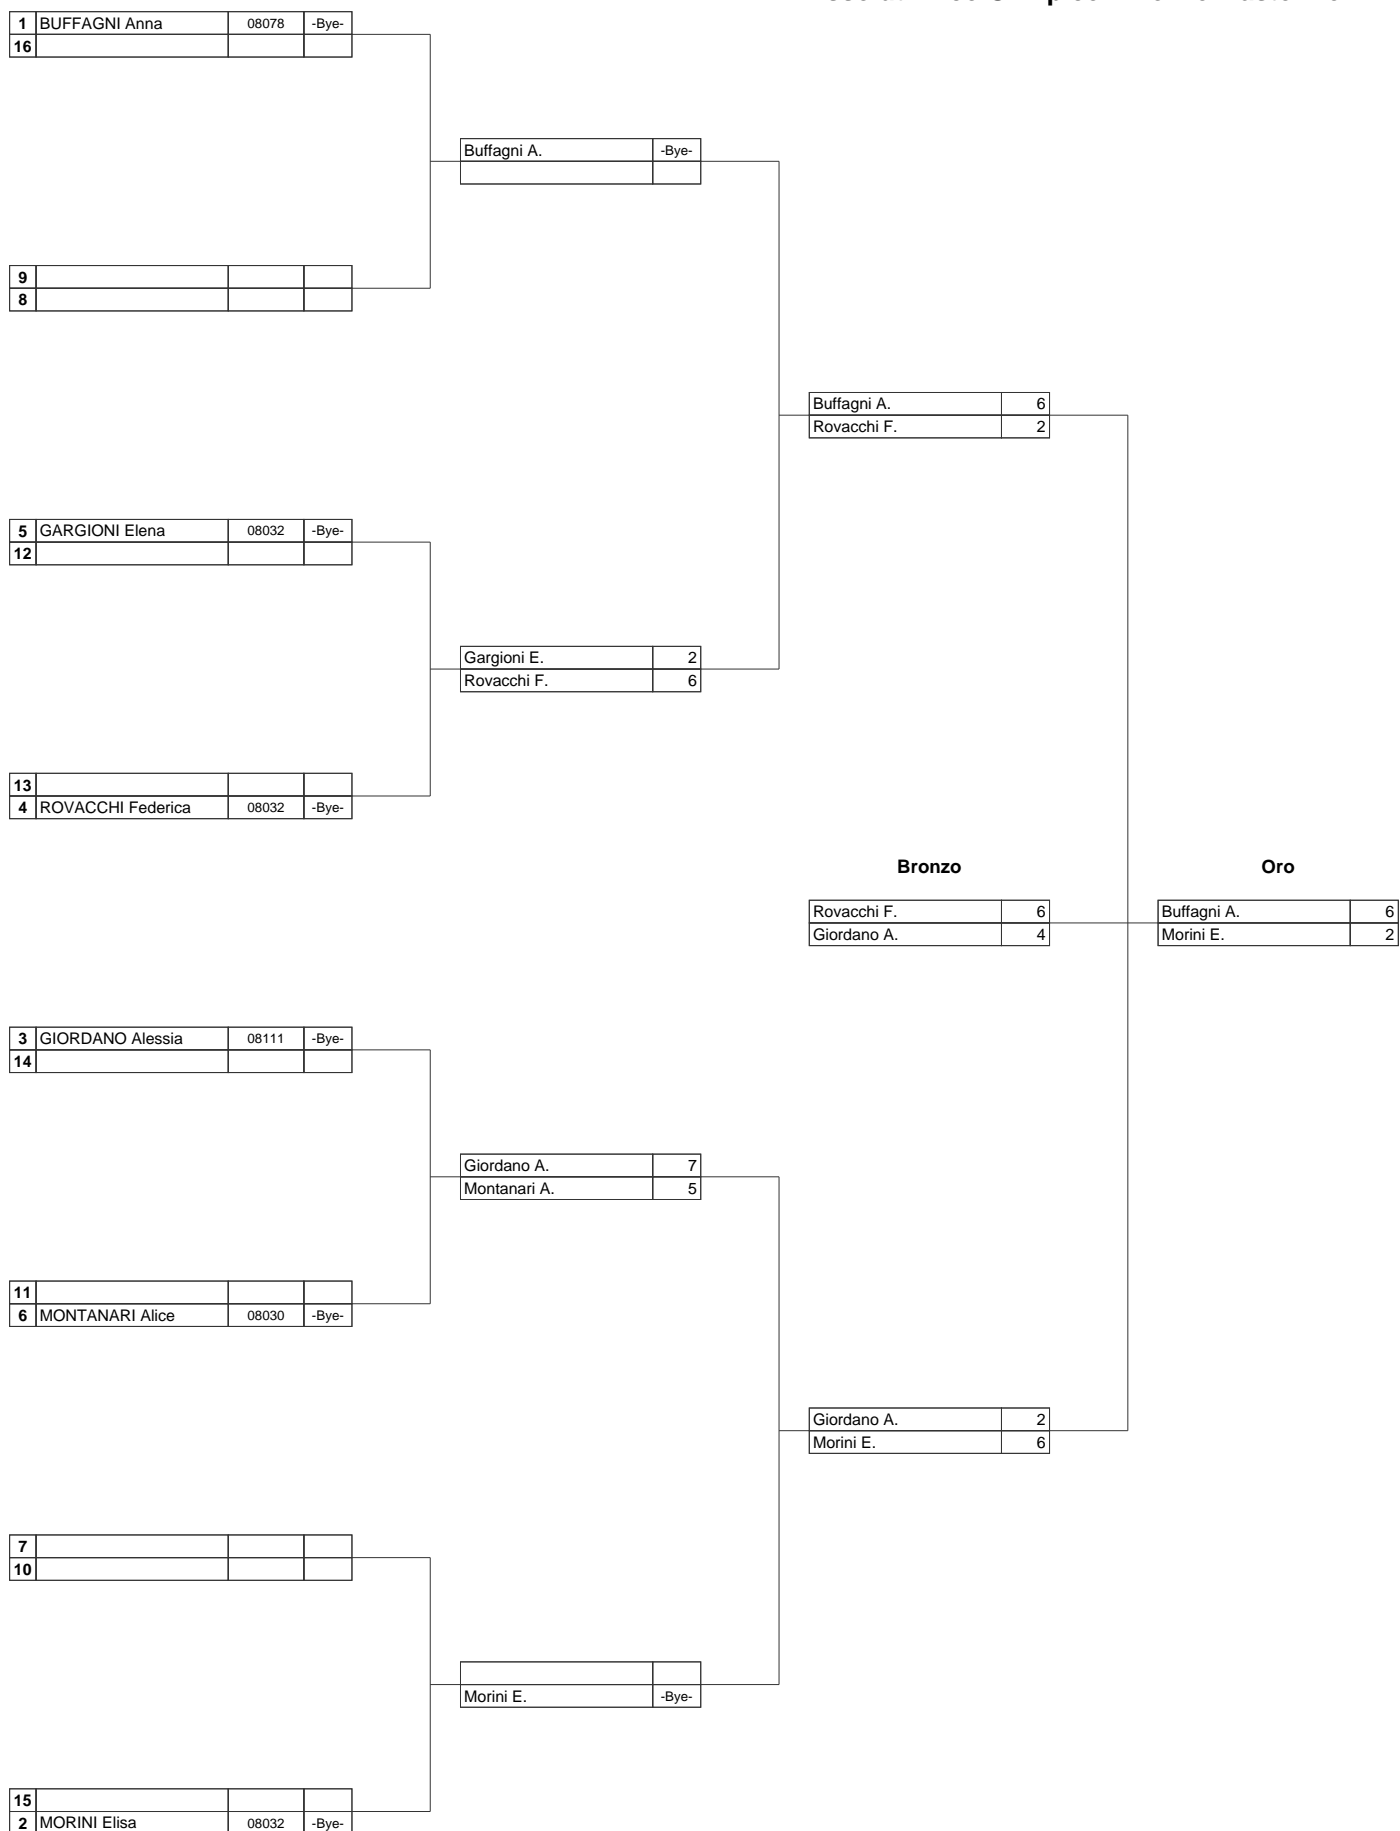 1 BUFFAGNI Anna 08078 -Bye-
16
Buffagni A. -Bye-
9
8
Buffagni A. 6
Rovacchi F. 2
5 GARGIONI Elena 08032 -Bye-
12
Gargioni E. 2
Rovacchi F. 6
13
4 ROVACCHI Federica 08032 -Bye-
Bronzo Oro
Rovacchi F. 6 Buffagni A. 6
Giordano A. 4 Morini E. 2
3 GIORDANO Alessia 08111 -Bye-
14
Giordano A. 7
Montanari A. 5
11
6 MONTANARI Alice 08030 -Bye-
Giordano A. 2
Morini E. 6
7
10
Morini E. -Bye-
15
2 MORINI Elisa 08032 -Bye-